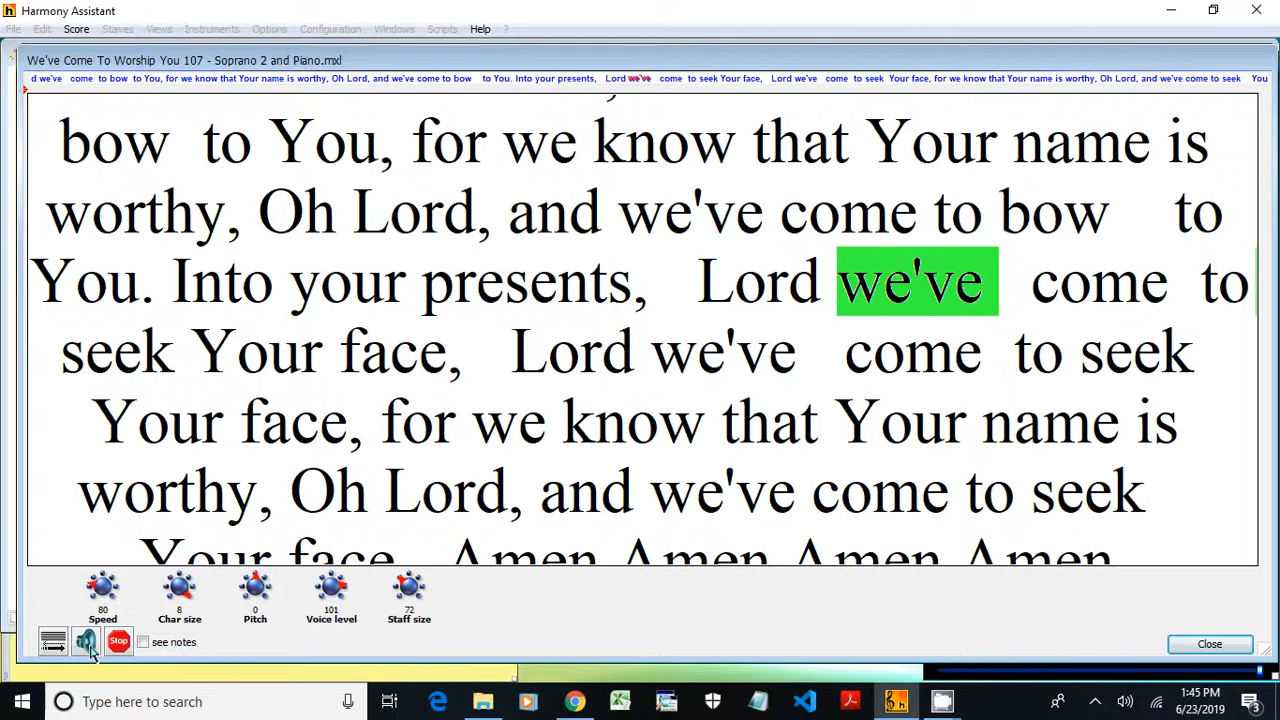 Harmony Assistant
File Edit Score Staves Views Instruments Options Configuration Windows Scripts Help
We've Come To Worship You 107 - Soprano 2 and Piano.mxl
d we've come to bow to You, for we know that Your name is worthy, Oh Lord, and we've come to bow to You. Into your presents, Lord we've come to seek Your face, Lord we've come to seek Your face, for we know that Your name is worthy, Oh Lord, and we've come to seek You
bow to You, for we know that Your name is
worthy, Oh Lord, and we've come to bow to
You. Into your presents, Lord we've come to
seek Your face, Lord we've come to seek
Your face, for we know that Your name is
worthy, Oh Lord, and we've come to seek
Your face. Amen Amen Amen Amen
80 8 0 101 72
Speed Char size Pitch Voice level Staff size
Stop see notes Close
Type here to search
1:45 PM
6/23/2019
3